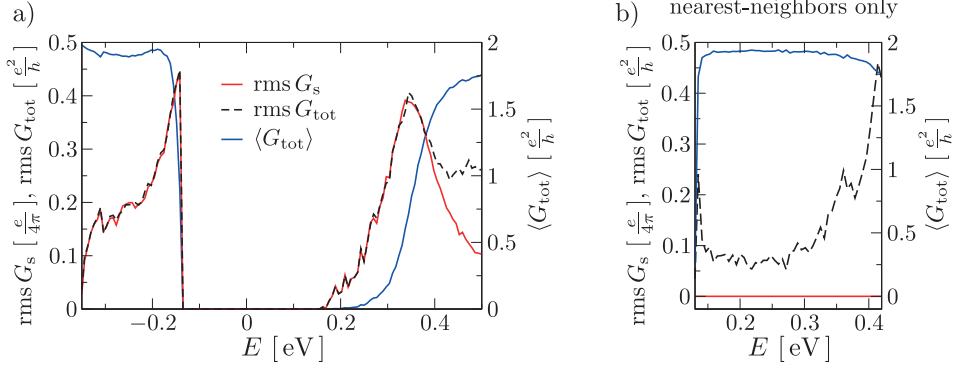 a)
rms G_s [e/4π], rms G_tot [e²/h]
0.5
0.4
0.3
0.2
0.1
0
rms G_s
rms G_tot
⟨G_tot⟩
2
1.5
1
0.5
0
⟨G_tot⟩ [e²/h]
−0.2
0
0.2
0.4
E [eV]
b)
nearest-neighbors only
rms G_s [e/4π], rms G_tot [e²/h]
0.5
0.4
0.3
0.2
0.1
0
2
1.5
1
0.5
0
⟨G_tot⟩ [e²/h]
0.2
0.3
0.4
E [eV]